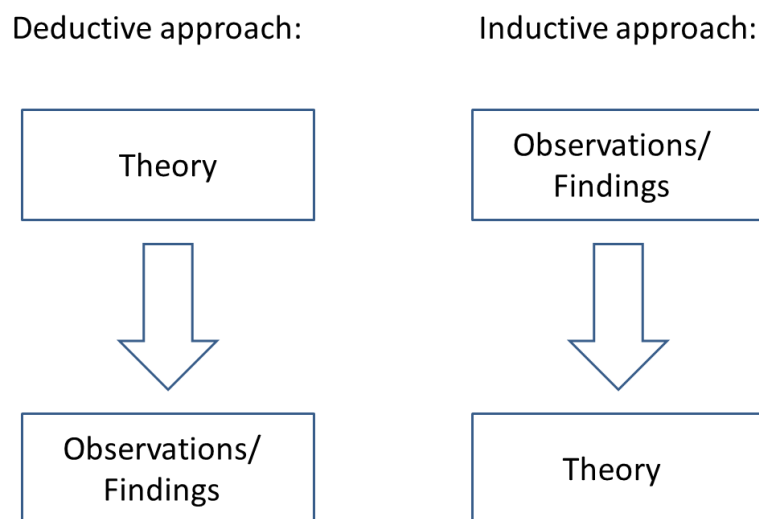 Deductive approach:
Theory
Observations/
Findings
Inductive approach:
Observations/
Findings
Theory